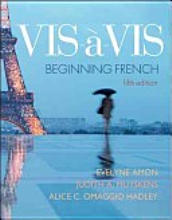 VIS-à-VIS
BEGINNING FRENCH
fifth edition
EVELYNE AMON
JUDITH A. MUYSKENS
ALICE C. OMAGGIO HADLEY